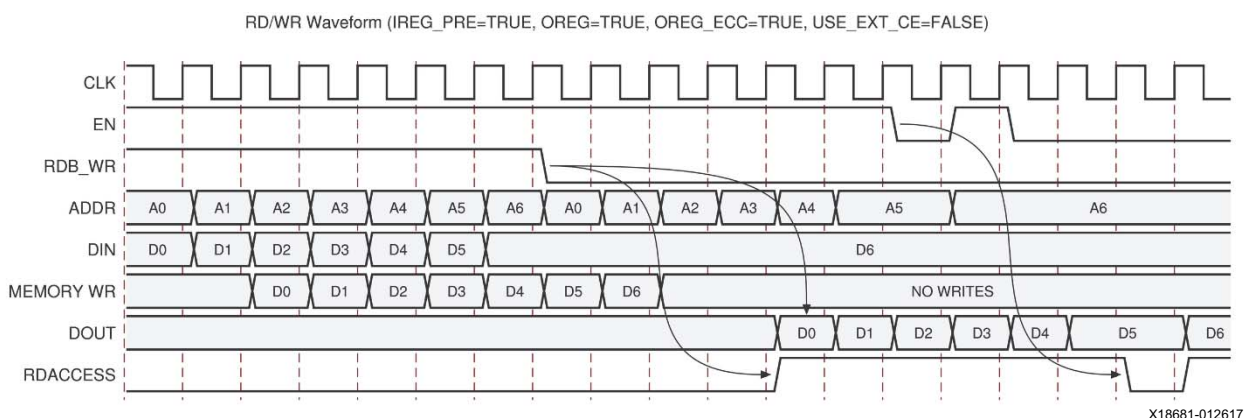 RD/WR Waveform (IREG_PRE=TRUE, OREG=TRUE, OREG_ECC=TRUE, USE_EXT_CE=FALSE)
CLK
EN
RDB_WR
ADDR A0 A1 A2 A3 A4 A5 A6 A0 A1 A2 A3 A4 A5 A6
DIN D0 D1 D2 D3 D4 D5 D6
MEMORY WR D0 D1 D2 D3 D4 D5 D6 NO WRITES
DOUT D0 D1 D2 D3 D4 D5 D6
RDACCESS
X18681-012617